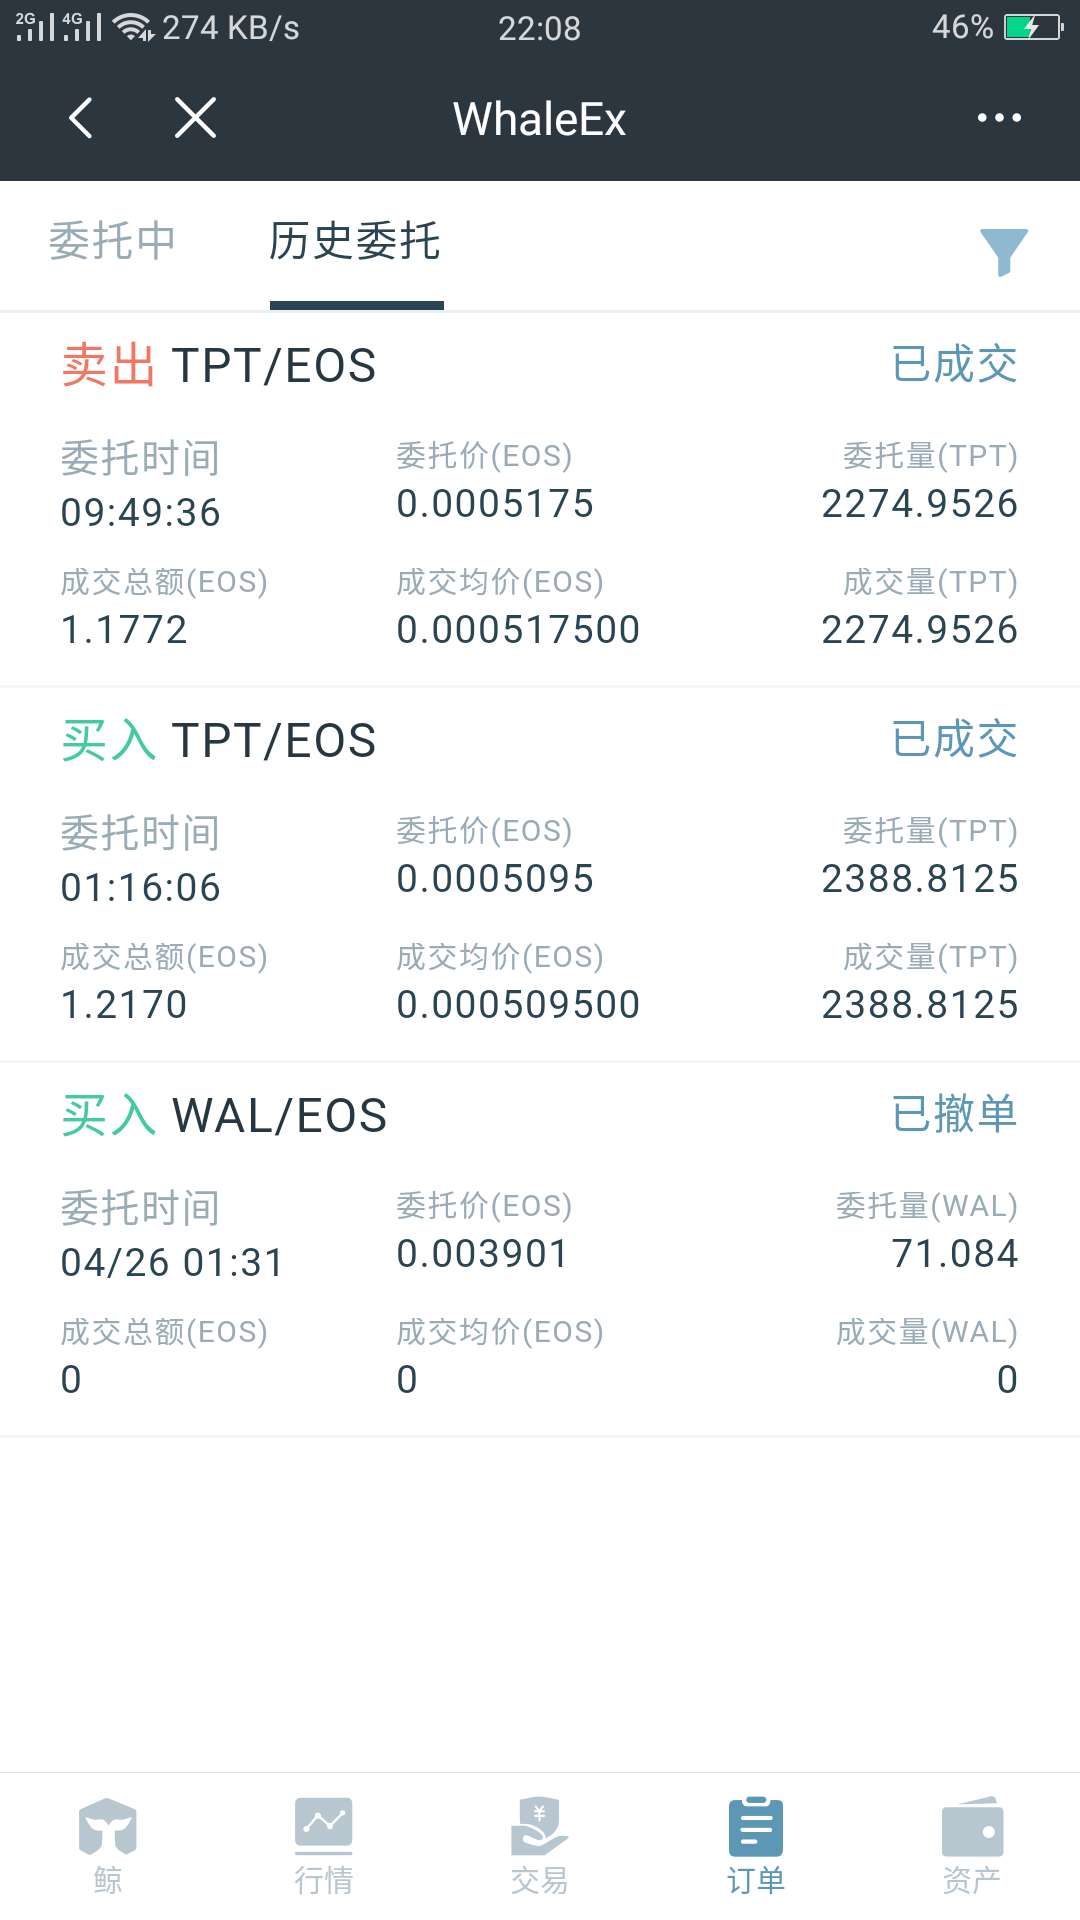 2G 4G 274 KB/s 22:08 46%
WhaleEx
委托中 历史委托
卖出 TPT/EOS 已成交
委托时间 委托价(EOS) 委托量(TPT)
09:49:36 0.0005175 2274.9526
成交总额(EOS) 成交均价(EOS) 成交量(TPT)
1.1772 0.000517500 2274.9526
买入 TPT/EOS 已成交
委托时间 委托价(EOS) 委托量(TPT)
01:16:06 0.0005095 2388.8125
成交总额(EOS) 成交均价(EOS) 成交量(TPT)
1.2170 0.000509500 2388.8125
买入 WAL/EOS 已撤单
委托时间 委托价(EOS) 委托量(WAL)
04/26 01:31 0.003901 71.084
成交总额(EOS) 成交均价(EOS) 成交量(WAL)
0 0 0
¥
鲸 行情 交易 订单 资产